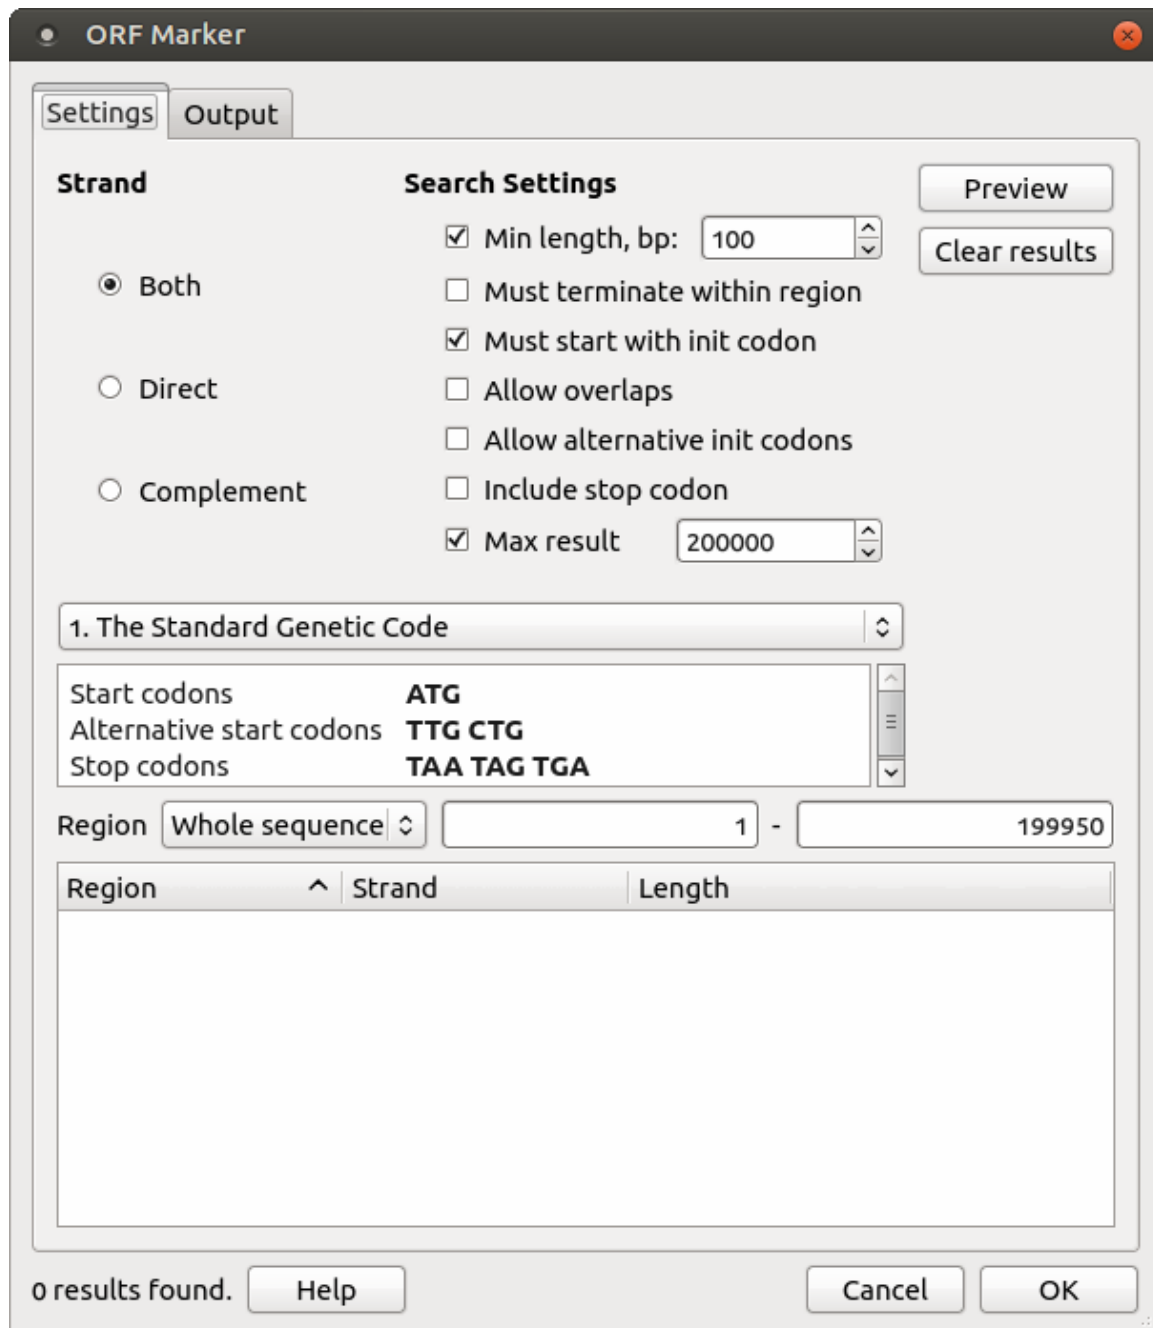 ORF Marker
Settings Output
Strand Search Settings Preview
Min length, bp: 100
Clear results
Both Must terminate within region
Must start with init codon
Direct Allow overlaps
Allow alternative init codons
Complement Include stop codon
Max result 200000
1. The Standard Genetic Code
Start codons ATG
Alternative start codons TTG CTG
Stop codons TAA TAG TGA
Region Whole sequence 1 - 199950
Region Strand Length
0 results found. Help Cancel OK